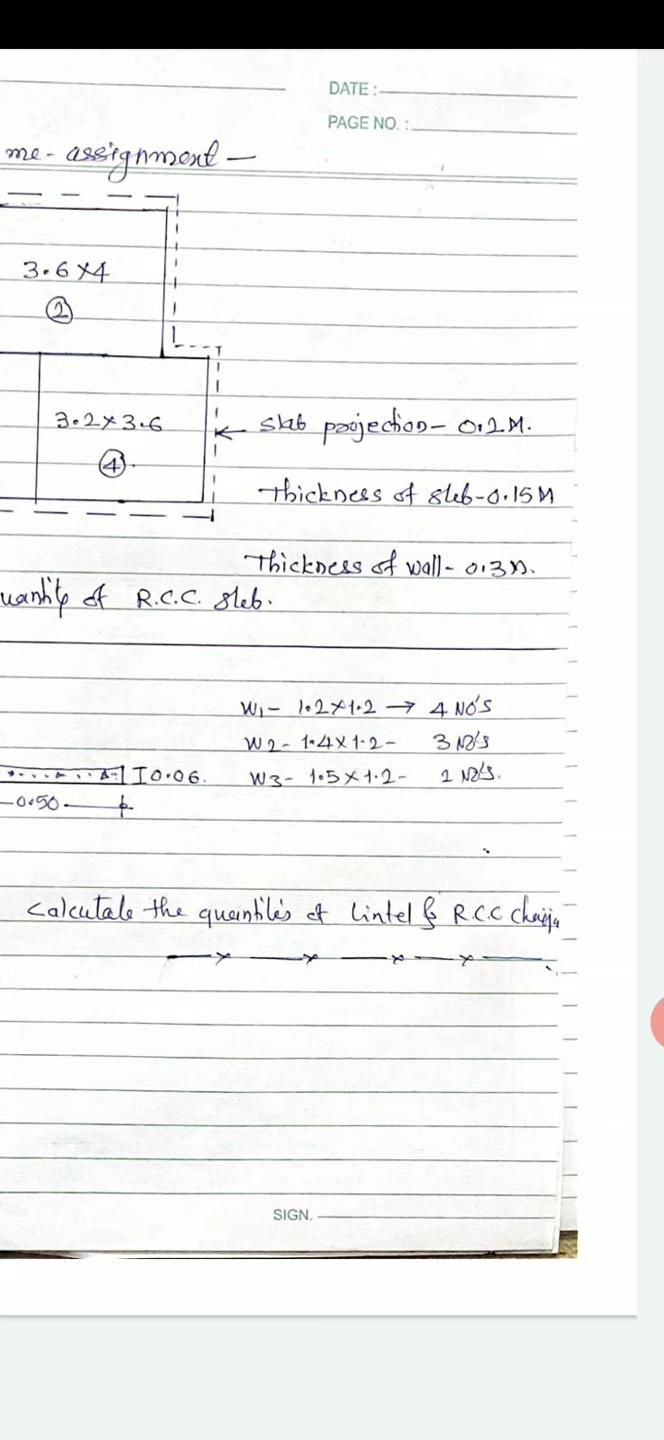 DATE :
PAGE NO. :
me - assignment —
3.6 × 4
②
3.2 × 3.6
④
← Slab projection - 0.2 M.
Thickness of slab - 0.15 M
Thickness of wall - 0.3 M.
uantity of R.C.C. slab.
W1 - 1.2 × 1.2 → 4 NO'S
W2 - 1.4 × 1.2 - 3 NO'S
I 0.06. W3 - 1.5 × 1.2 - 2 NO'S.
0.50
Calculate the quantities of Lintel & R.C.C chajja
SIGN.